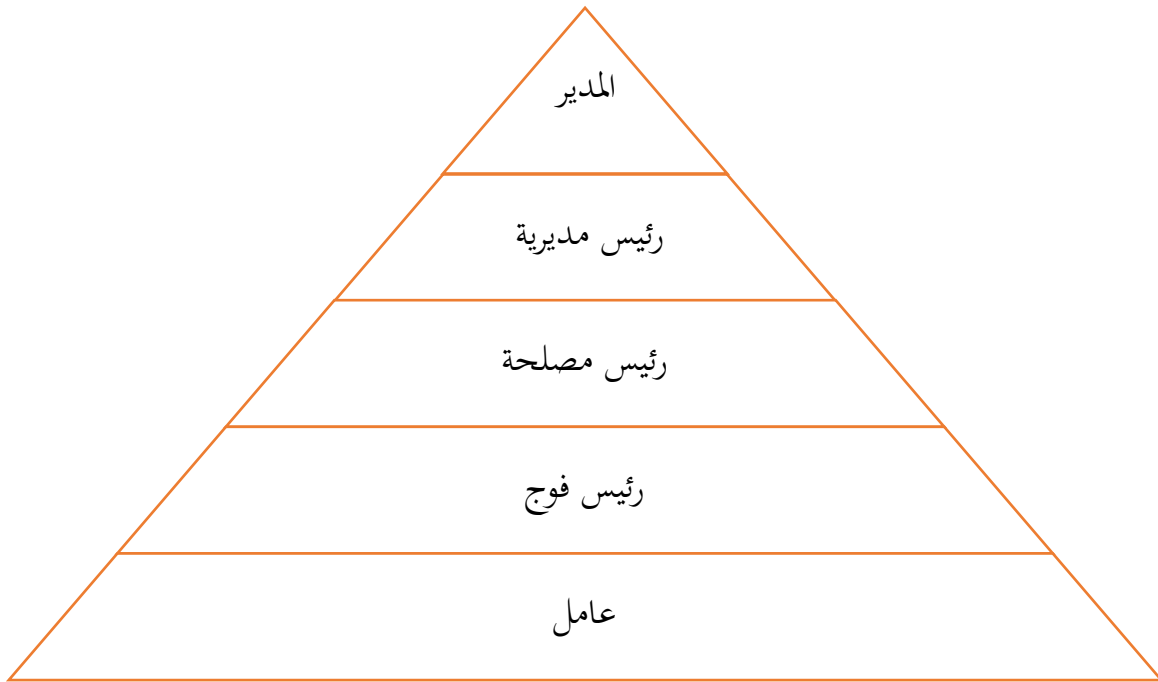 المدير
رئيس مديرية
رئيس مصلحة
رئيس فوج
عامل